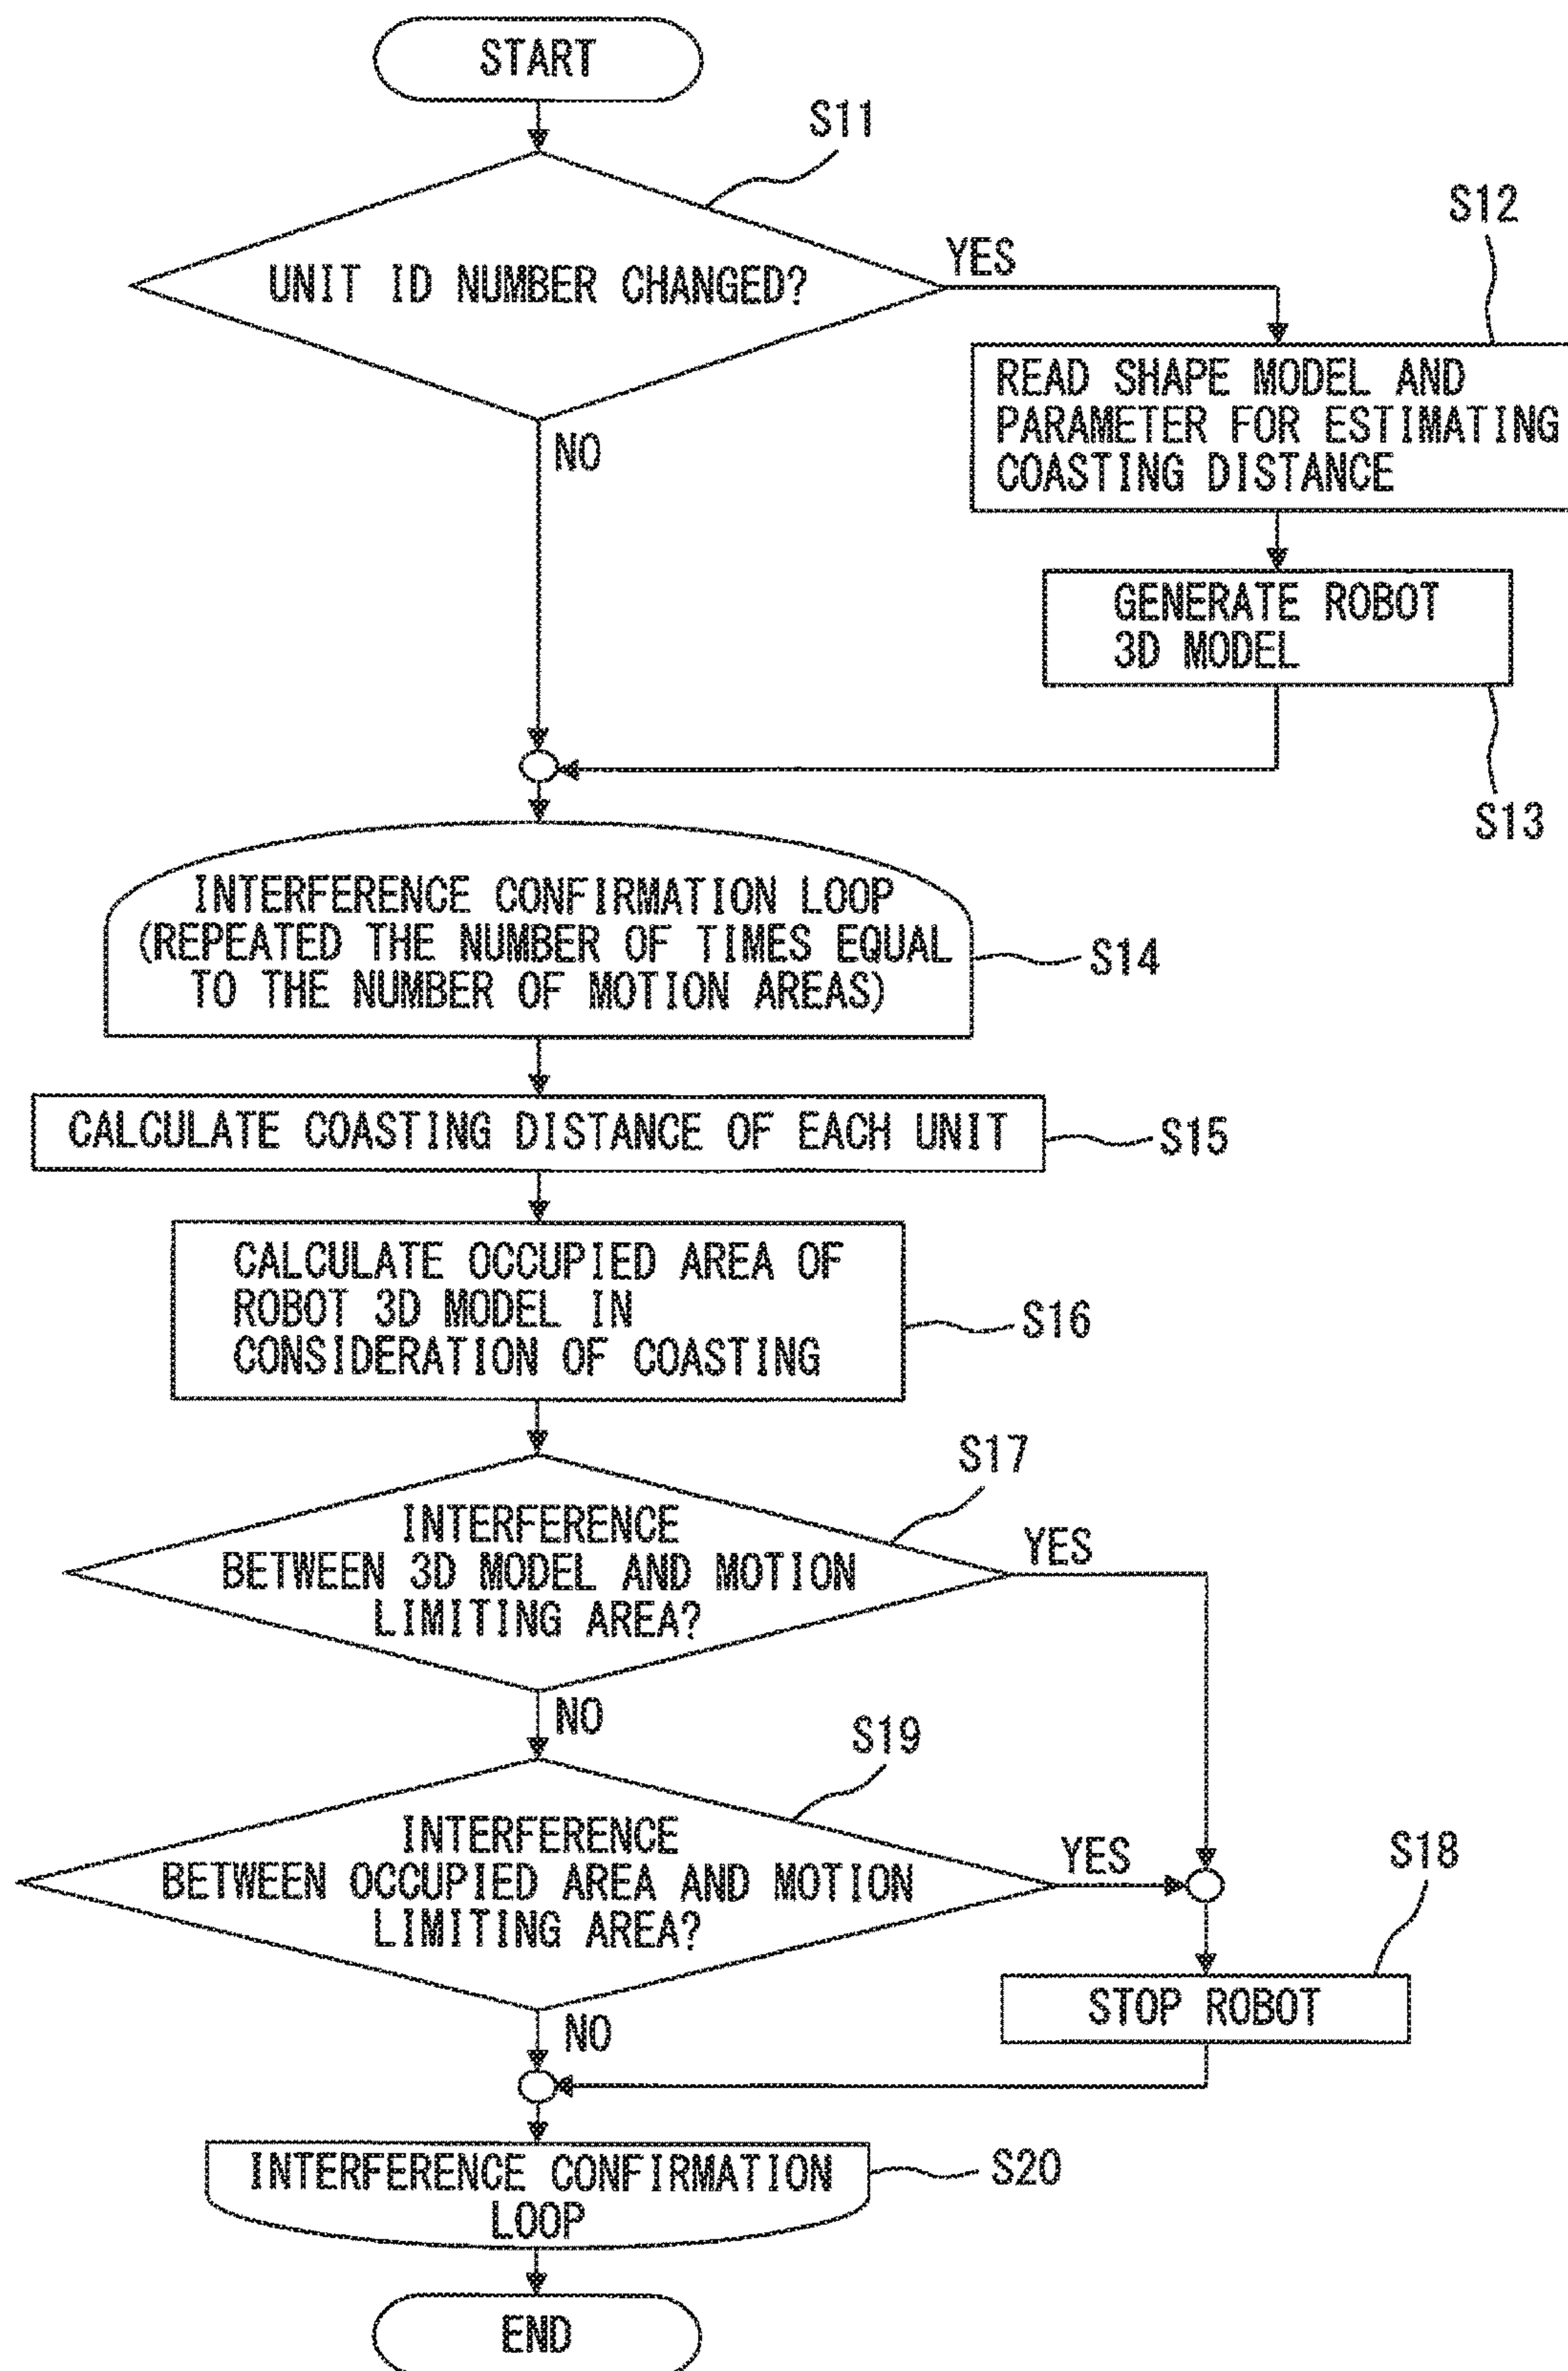 START
S11
UNIT ID NUMBER CHANGED?
YES
S12
READ SHAPE MODEL AND
PARAMETER FOR ESTIMATING
COASTING DISTANCE
NO
GENERATE ROBOT
3D MODEL
S13
INTERFERENCE CONFIRMATION LOOP
(REPEATED THE NUMBER OF TIMES EQUAL
TO THE NUMBER OF MOTION AREAS)
S14
CALCULATE COASTING DISTANCE OF EACH UNIT
S15
CALCULATE OCCUPIED AREA OF
ROBOT 3D MODEL IN
CONSIDERATION OF COASTING
S16
S17
INTERFERENCE
BETWEEN 3D MODEL AND MOTION
LIMITING AREA?
YES
NO
S19
INTERFERENCE
BETWEEN OCCUPIED AREA AND MOTION
LIMITING AREA?
YES
S18
STOP ROBOT
NO
INTERFERENCE CONFIRMATION
LOOP
S20
END